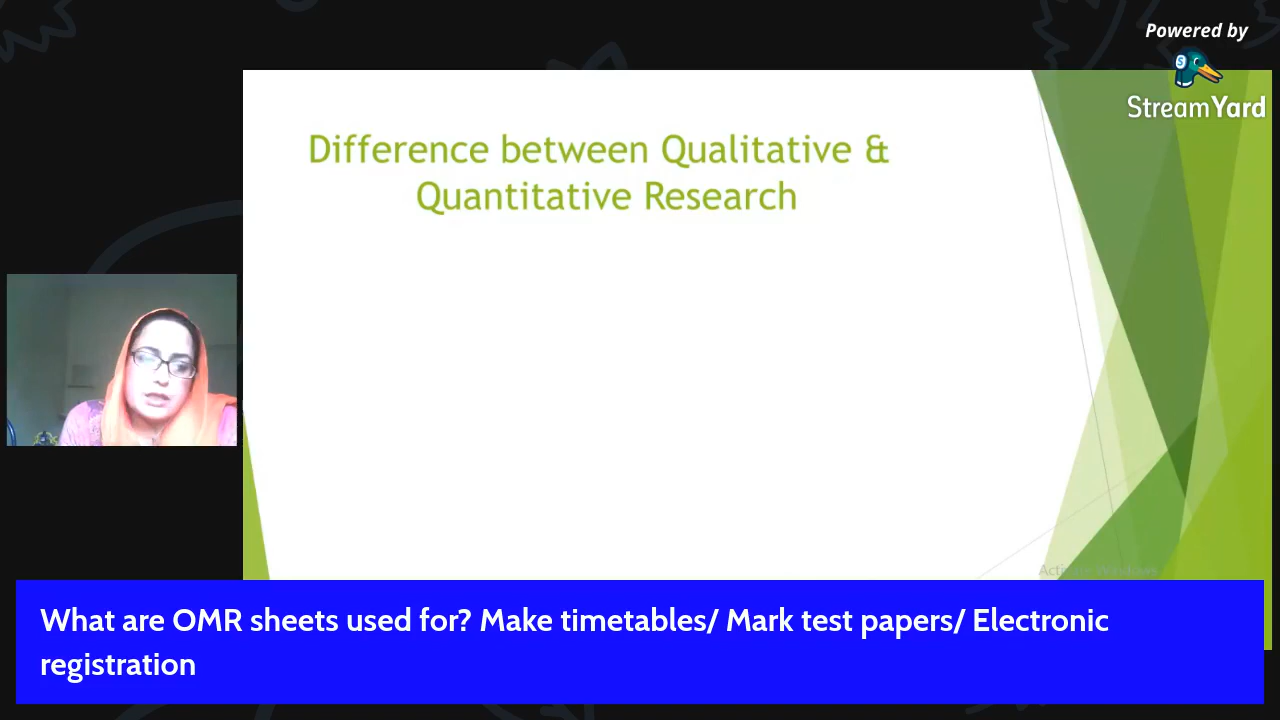 Powered by
StreamYard
Difference between Qualitative &
Quantitative Research
Activate Windows
What are OMR sheets used for? Make timetables/ Mark test papers/ Electronic
registration